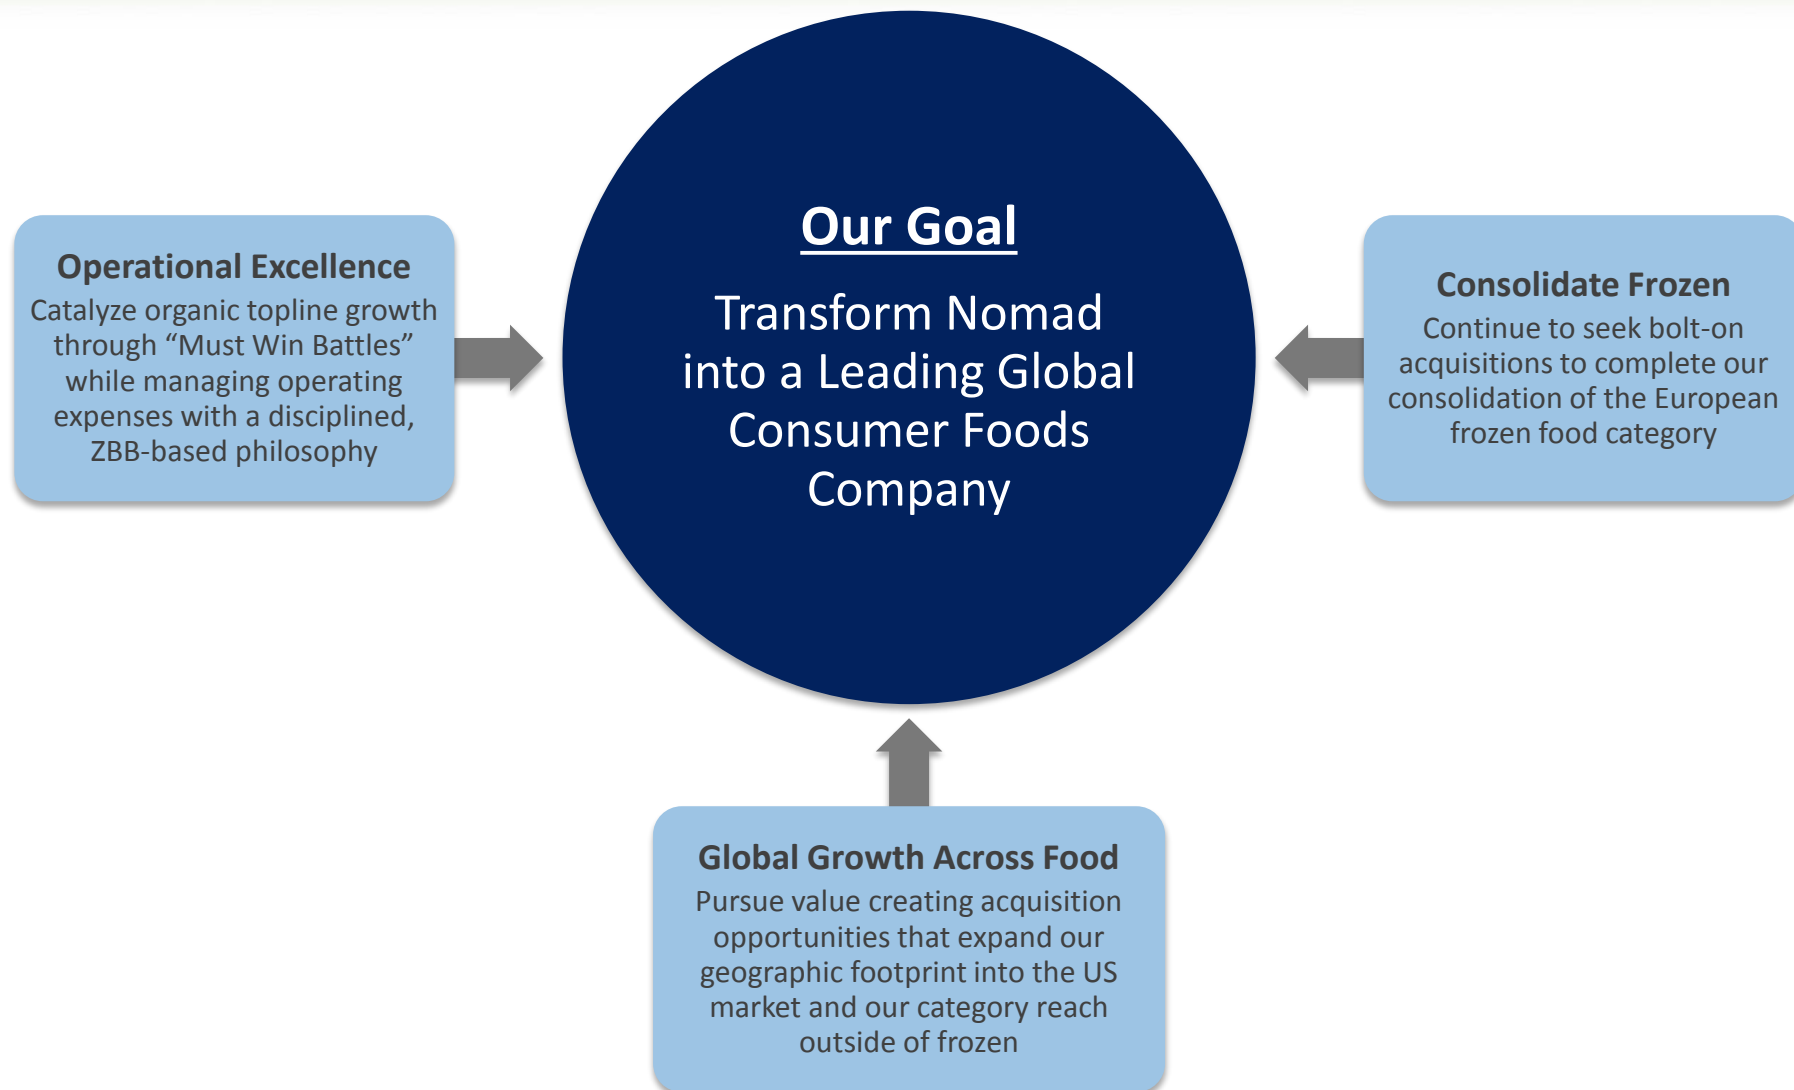 Our Goal
Transform Nomad
into a Leading Global
Consumer Foods
Company
Operational Excellence
Catalyze organic topline growth
through “Must Win Battles”
while managing operating
expenses with a disciplined,
ZBB-based philosophy
Consolidate Frozen
Continue to seek bolt-on
acquisitions to complete our
consolidation of the European
frozen food category
Global Growth Across Food
Pursue value creating acquisition
opportunities that expand our
geographic footprint into the US
market and our category reach
outside of frozen